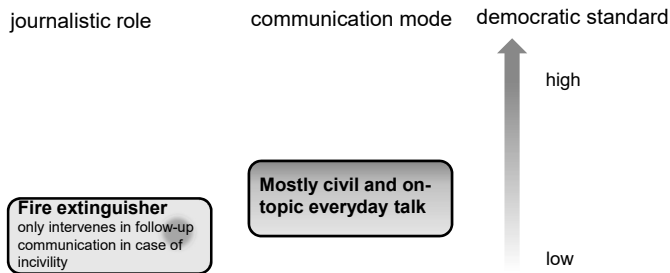 journalistic role
communication mode
democratic standard
high
Mostly civil and on-
topic everyday talk
Fire extinguisher
only intervenes in follow-up
communication in case of
incivility
low